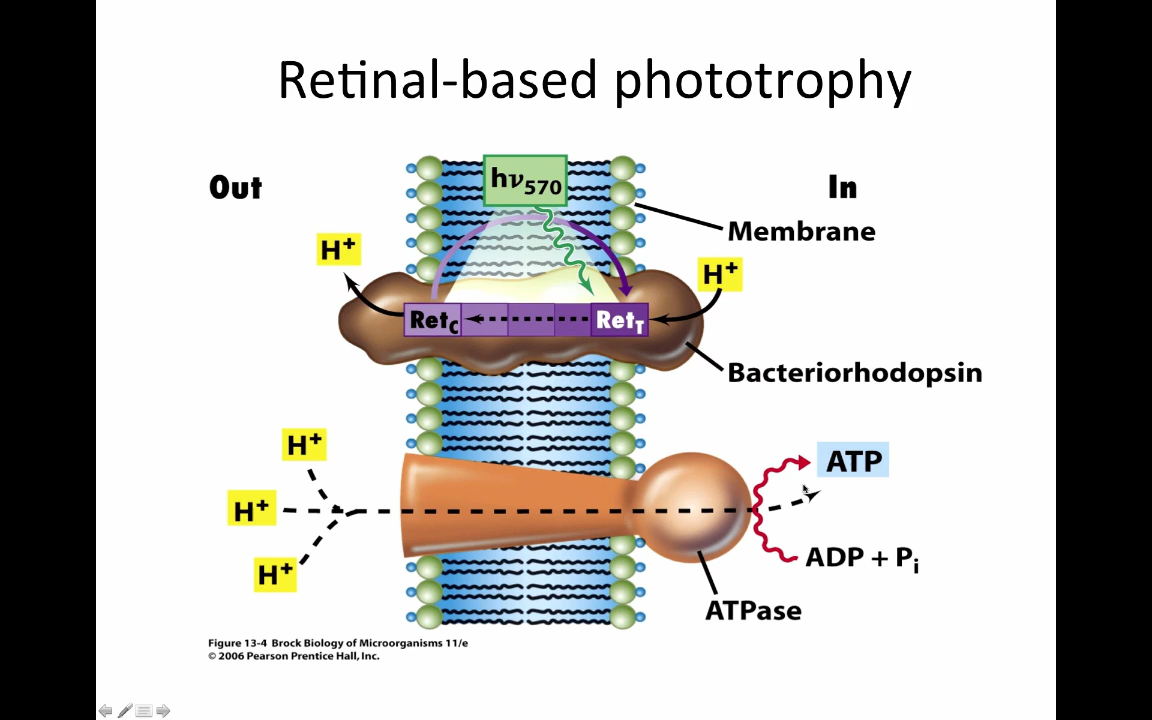 Retinal-based phototrophy
Out
hν570
In
Membrane
H+
H+
RetC
RetT
Bacteriorhodopsin
H+
ATP
H+
ADP + Pi
H+
ATPase
Figure 13-4 Brock Biology of Microorganisms 11/e
© 2006 Pearson Prentice Hall, Inc.